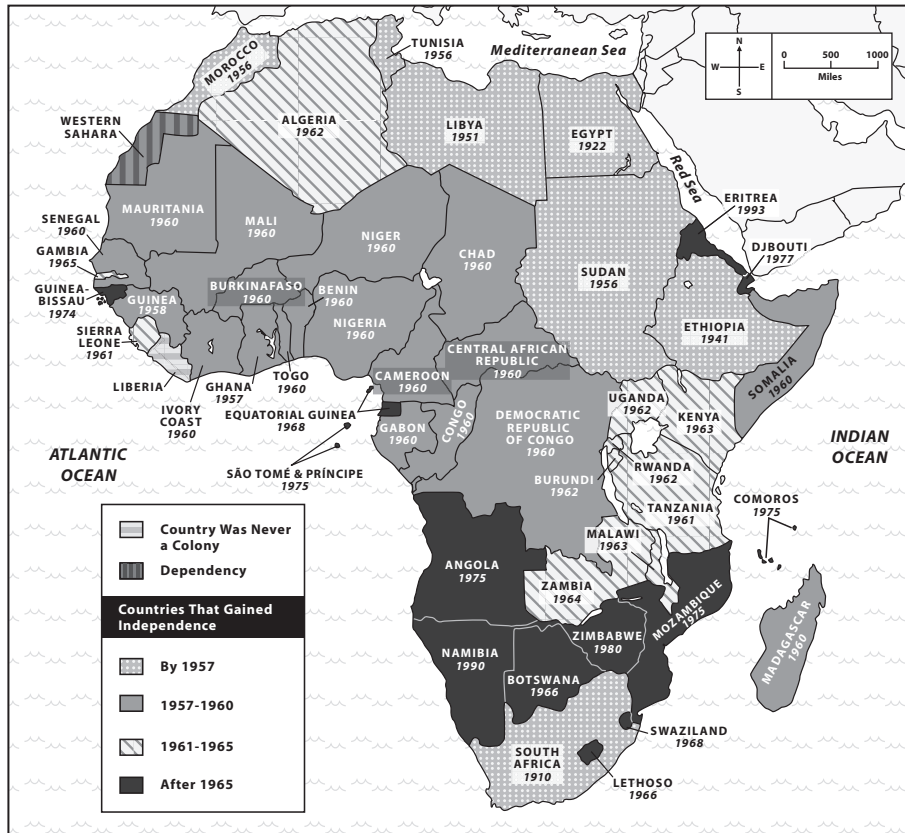 TUNISIA
1956
Mediterranean Sea
N
W
E
S
0
500
1000
Miles
MOROCCO
1956
WESTERN
SAHARA
ALGERIA
1962
LIBYA
1951
EGYPT
1922
Red Sea
ERITREA
1993
DJIBOUTI
1977
MAURITANIA
1960
MALI
1960
NIGER
1960
CHAD
1960
SUDAN
1956
ETHIOPIA
1941
SOMALIA
1960
SENEGAL
1960
GAMBIA
1965
GUINEA-
BISSAU
1974
GUINEA
1958
SIERRA
LEONE
1961
LIBERIA
BURKINAFASO
1960
BENIN
1960
NIGERIA
1960
IVORY
COAST
1960
GHANA
1957
TOGO
1960
CAMEROON
1960
CENTRAL AFRICAN
REPUBLIC
1960
EQUATORIAL GUINEA
1968
GABON
1960
CONGO
1960
DEMOCRATIC
REPUBLIC
OF CONGO
1960
UGANDA
1962
KENYA
1963
RWANDA
1962
BURUNDI
1962
TANZANIA
1961
SÃO TOMÉ & PRÍNCIPE
1975
ATLANTIC
OCEAN
INDIAN
OCEAN
COMOROS
1975
MALAWI
1963
ANGOLA
1975
ZAMBIA
1964
MOZAMBIQUE
1975
MADAGASCAR
1960
ZIMBABWE
1980
NAMIBIA
1990
BOTSWANA
1966
SWAZILAND
1968
SOUTH
AFRICA
1910
LETHOSO
1966
Country Was Never
a Colony
Dependency
Countries That Gained
Independence
By 1957
1957-1960
1961-1965
After 1965